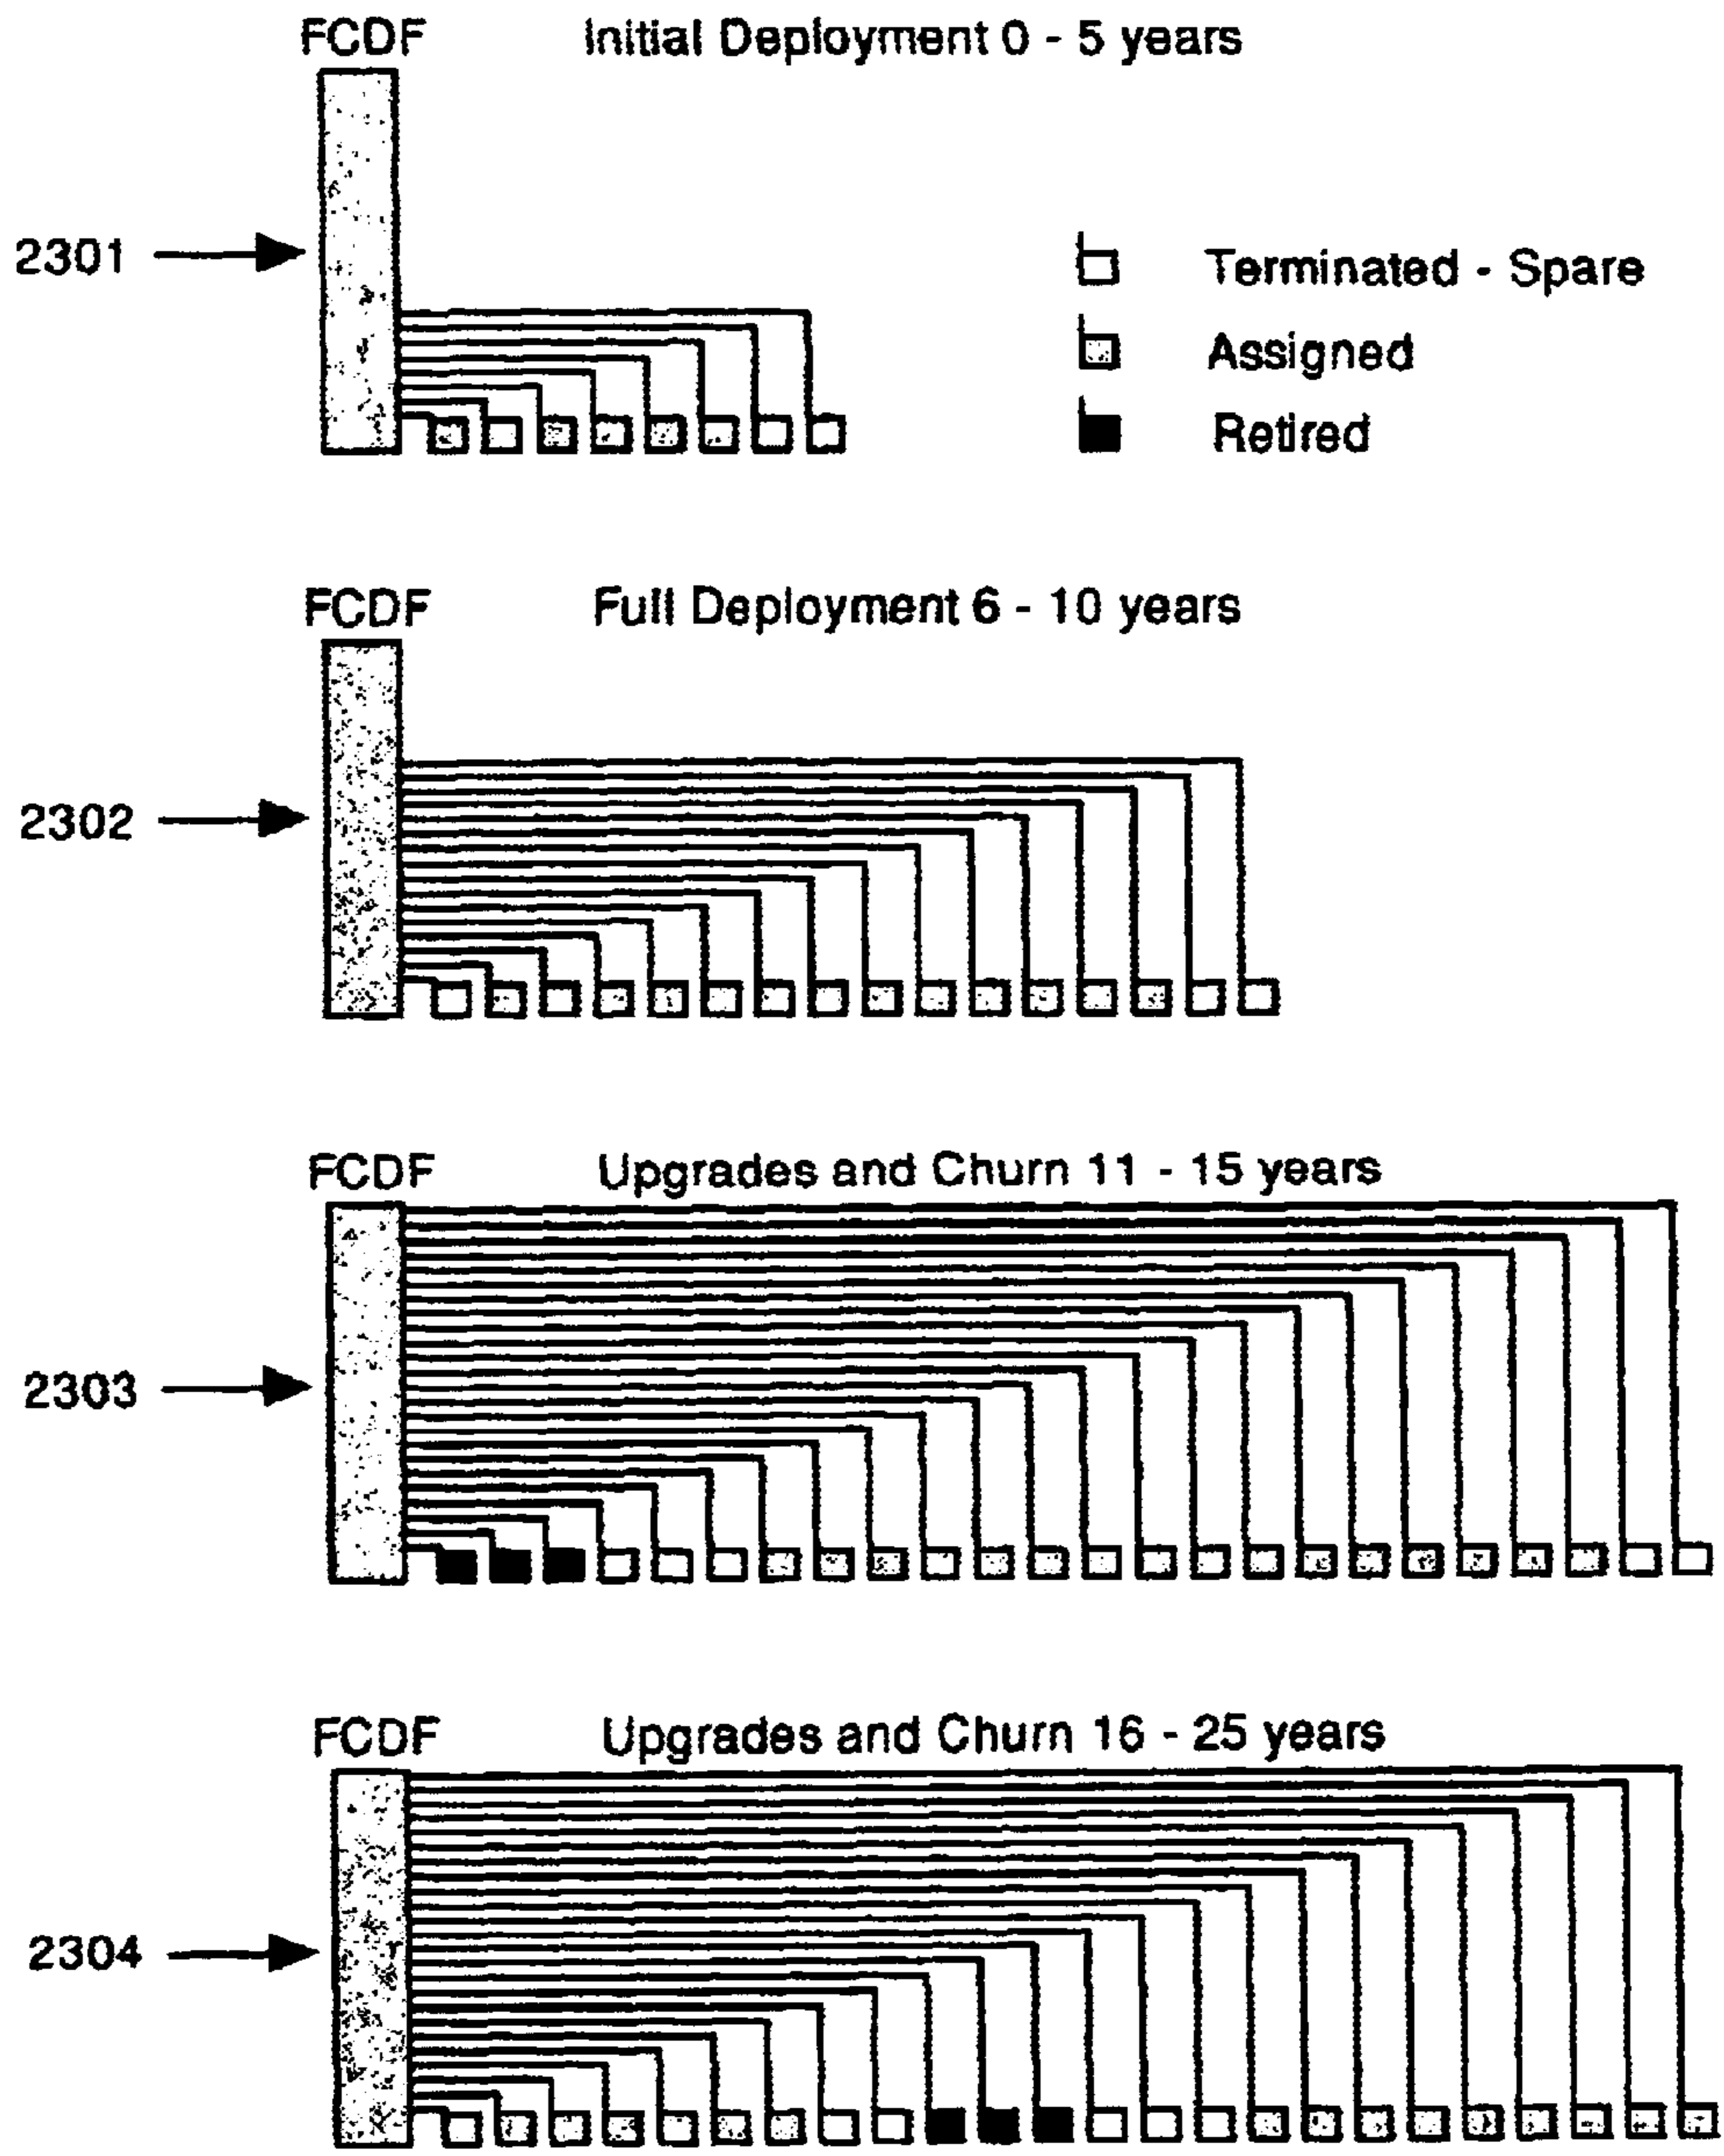 FCDF Initial Deployment 0 - 5 years
2301
Terminated - Spare
Assigned
Retired
FCDF Full Deployment 6 - 10 years
2302
FCDF Upgrades and Churn 11 - 15 years
2303
FCDF Upgrades and Churn 16 - 25 years
2304